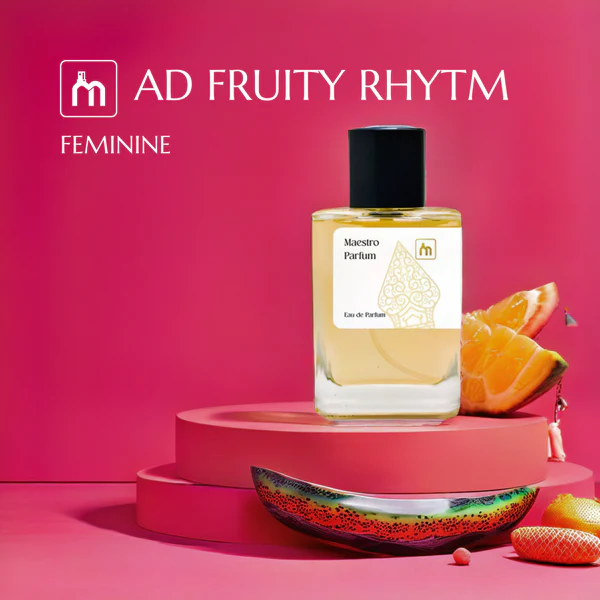 AD FRUITY RHYTM
FEMININE
Maestro
Parfum
Eau de Parfum